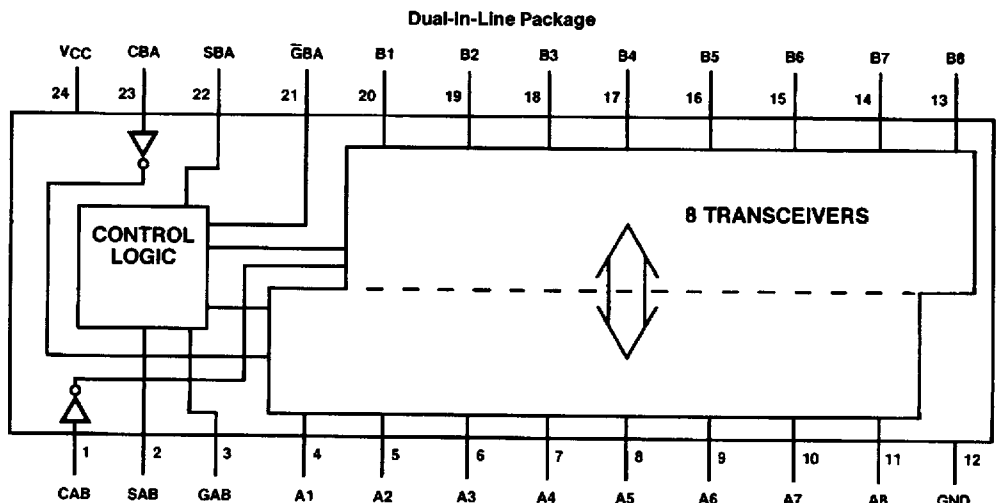 Dual-In-Line Package
VCC CBA SBA G̅BA B1 B2 B3 B4 B5 B6 B7 B8
24 23 22 21 20 19 18 17 16 15 14 13
8 TRANSCEIVERS
CONTROL
LOGIC
1 2 3 4 5 6 7 8 9 10 11 12
CAB SAB GAB A1 A2 A3 A4 A5 A6 A7 A8 GND